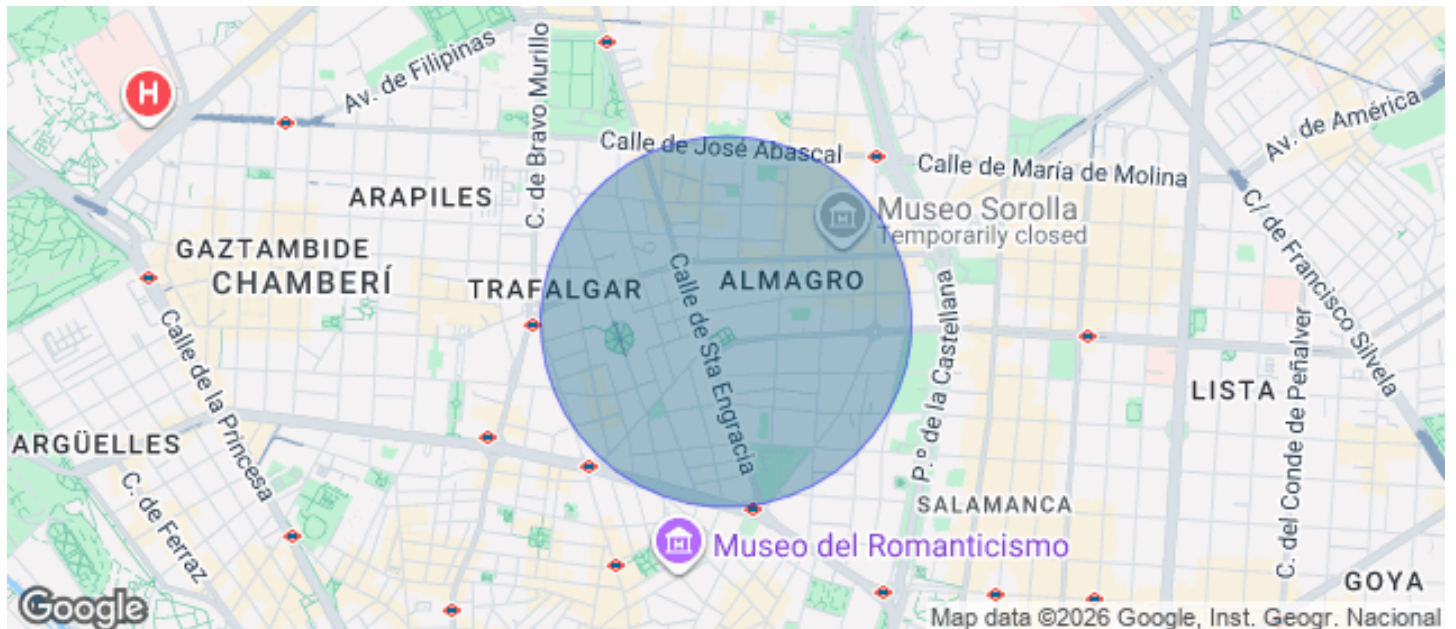 Av. de Filipinas
C. de Bravo Murillo
H
Calle de José Abascal
Av. de América
Calle de María de Molina
ARAPILES
Museo Sorolla
Temporarily closed
C/ de Francisco Silvela
GAZTAMBIDE
CHAMBERÍ
TRAFALGAR
ALMAGRO
Calle de Sta Engracia
P.º de la Castellana
Calle de la Princesa
LISTA
C. del Conde de Peñalver
ARGÜELLES
C. de Ferraz
SALAMANCA
Museo del Romanticismo
GOYA
Google
Map data ©2026 Google, Inst. Geogr. Nacional